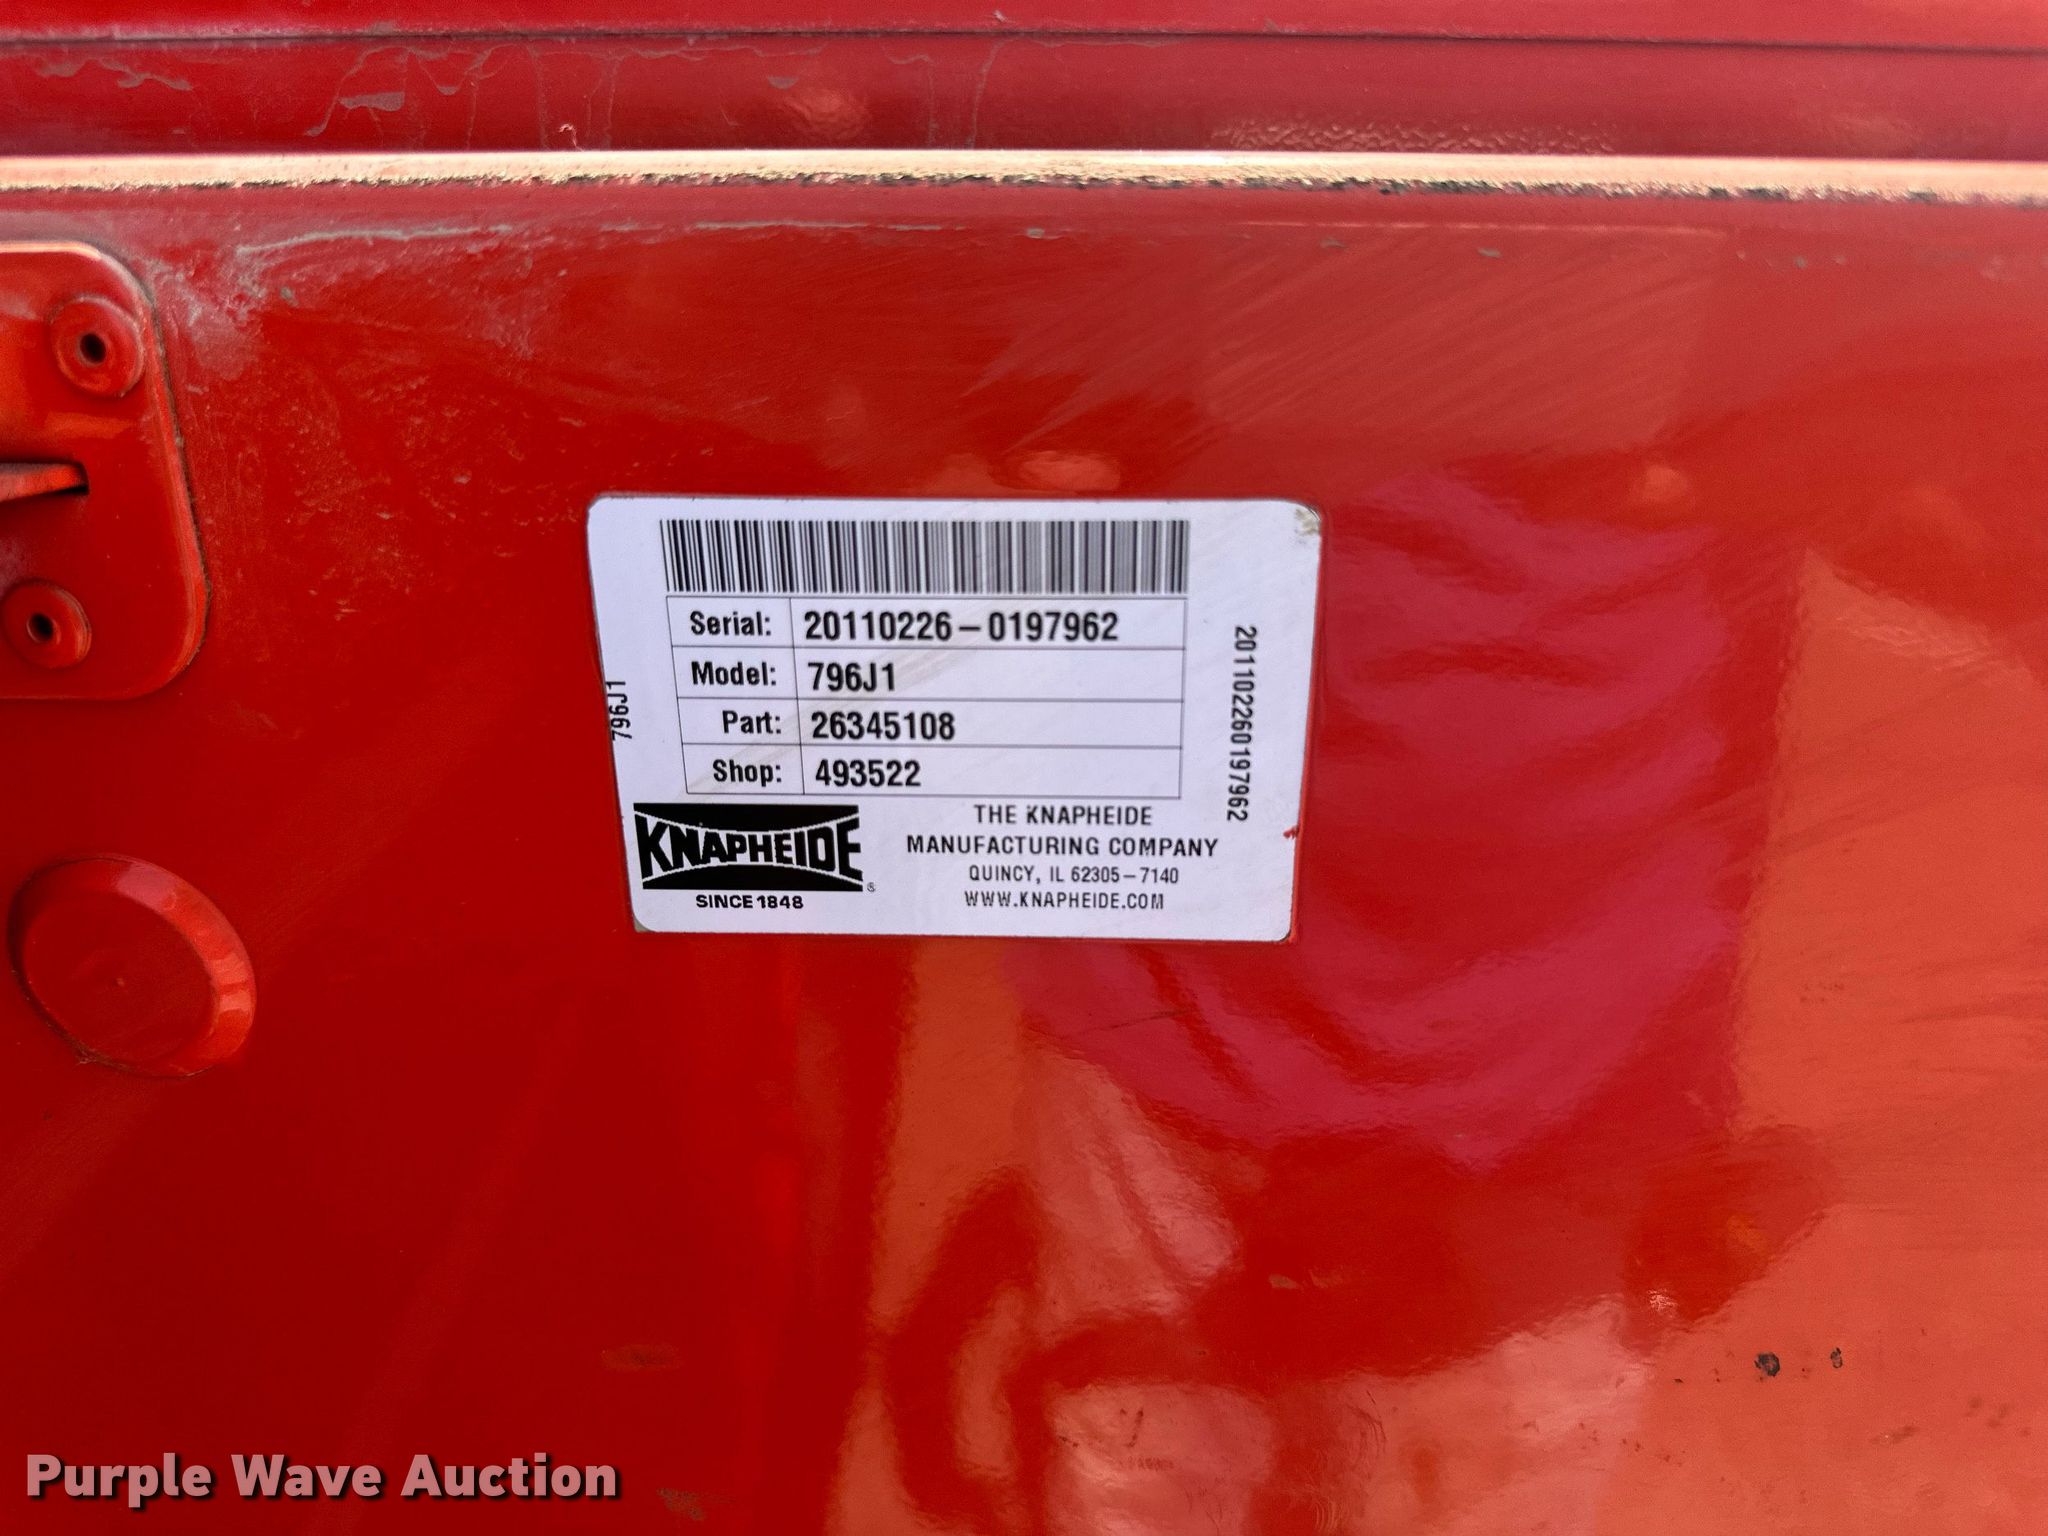 Serial: 20110226-0197962
Model: 796J1
Part: 26345108
Shop: 493522
796J1
201102260197962
KNAPHEIDE®
SINCE 1848
THE KNAPHEIDE
MANUFACTURING COMPANY
QUINCY, IL 62305-7140
WWW.KNAPHEIDE.COM
Purple Wave Auction